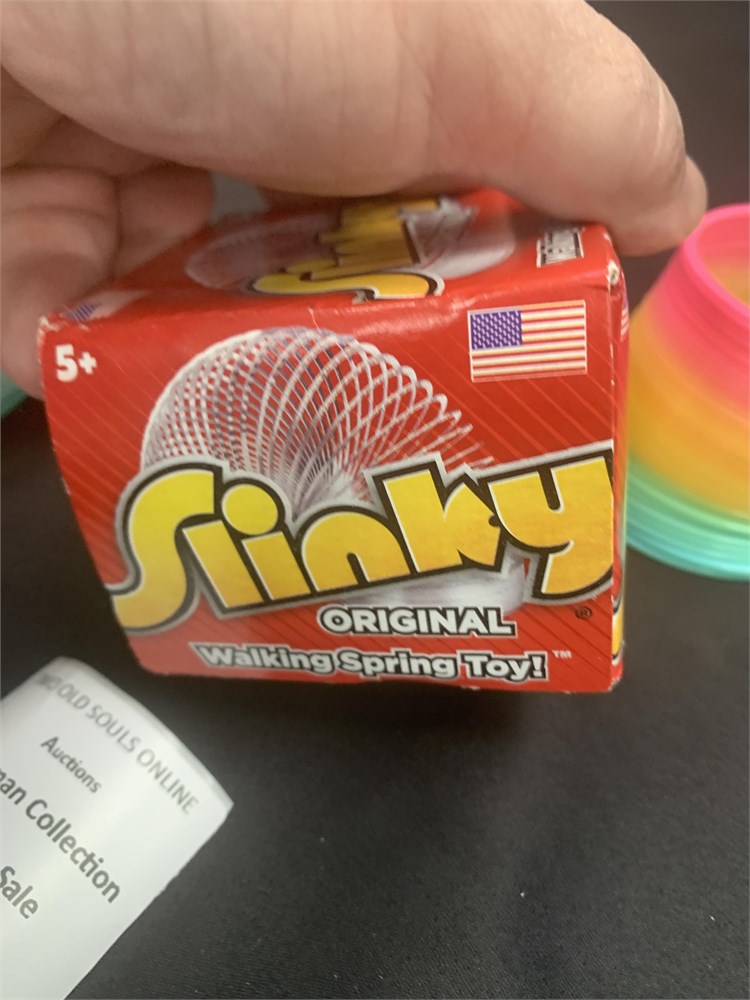 5+
Slinky®
ORIGINAL
Walking Spring Toy!™
OLD SOULS ONLINE
Auctions
Collection
Sale